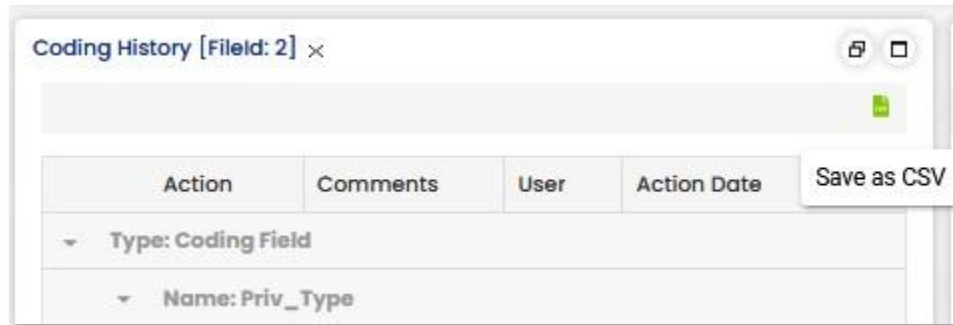 Coding History [FileId: 2]
Action Comments User Action Date Save as CSV
Type: Coding Field
Name: Priv_Type